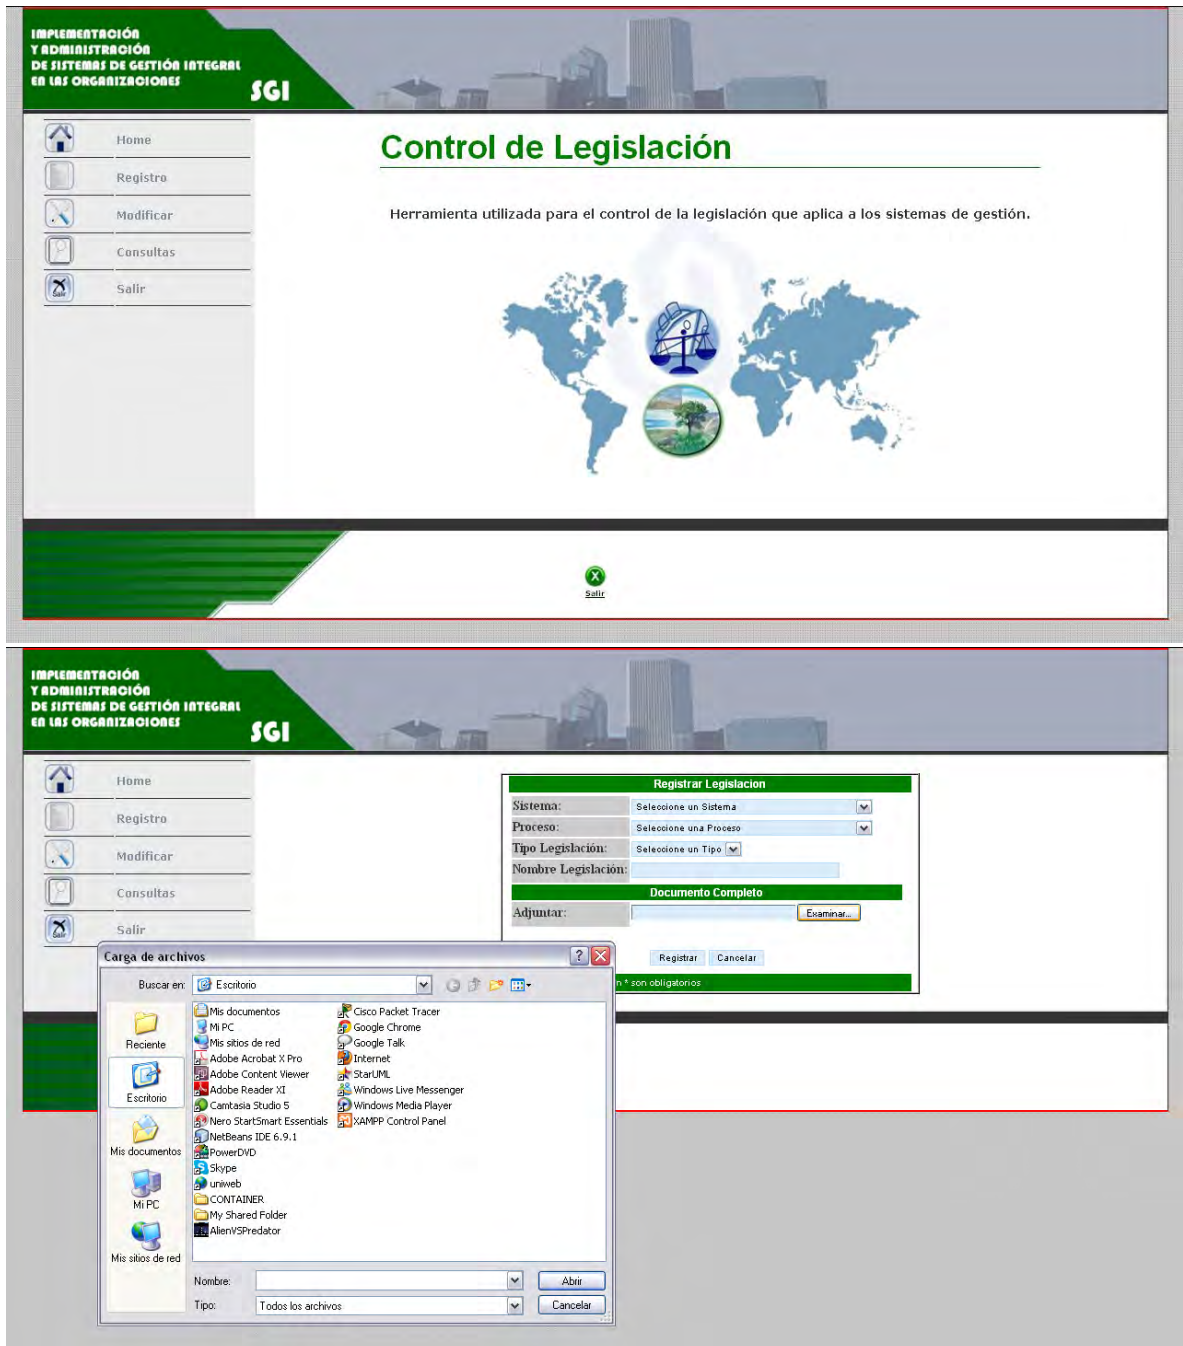 IMPLEMENTACIÓN
Y ADMINISTRACIÓN
DE SISTEMAS DE GESTIÓN INTEGRAL
EN LAS ORGANIZACIONES
SGI
Home
Registro
Modificar
Consultas
Salir
Salir
Control de Legislación
Herramienta utilizada para el control de la legislación que aplica a los sistemas de gestión.
X
Salir
IMPLEMENTACIÓN
Y ADMINISTRACIÓN
DE SISTEMAS DE GESTIÓN INTEGRAL
EN LAS ORGANIZACIONES
SGI
Home
Registro
Modificar
Consultas
Salir
Salir
Registrar Legislacion
Sistema: Seleccione un Sistema
Proceso: Seleccione una Proceso
Tipo Legislación: Seleccione un Tipo
Nombre Legislación:
Documento Completo
Adjuntar: Examinar...
Registrar Cancelar
n * son obligatorios
Carga de archivos
Buscar en: Escritorio
Reciente
Escritorio
Mis documentos
Mi PC
Mis sitios de red
Mis documentos
Mi PC
Mis sitios de red
Adobe Acrobat X Pro
Adobe Content Viewer
Adobe Reader XI
Camtasia Studio 5
Nero StartSmart Essentials
NetBeans IDE 6.9.1
PowerDVD
Skype
uniweb
CONTAINER
My Shared Folder
AlienVSPredator
Cisco Packet Tracer
Google Chrome
Google Talk
Internet
StarUML
Windows Live Messenger
Windows Media Player
XAMPP Control Panel
Nombre: Abrir
Tipo: Todos los archivos Cancelar